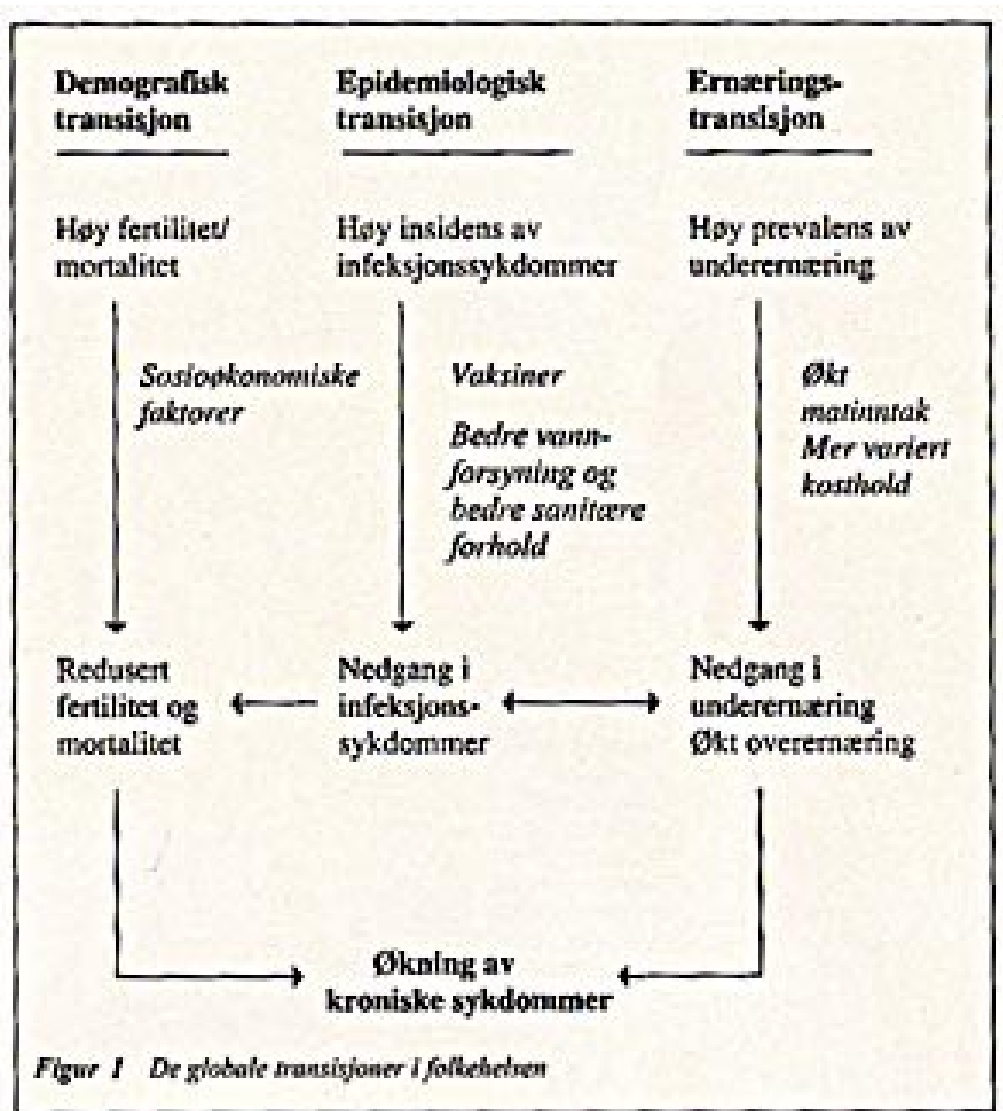 Demografisk
transisjon
Epidemiologisk
transisjon
Ernærings-
transisjon
Høy fertilitet/
mortalitet
Høy insidens av
infeksjonssykdommer
Høy prevalens av
underernæring
Sosioøkonomiske
faktorer
Vaksiner
Bedre vann-
forsyning og
bedre sanitære
forhold
Økt
matinntak
Mer variert
kosthold
Redusert
fertilitet og
mortalitet
Nedgang i
infeksjons-
sykdommer
Nedgang i
underernæring
Økt overernæring
Økning av
kroniske sykdommer
Figur 1 De globale transisjoner i folkehelsen